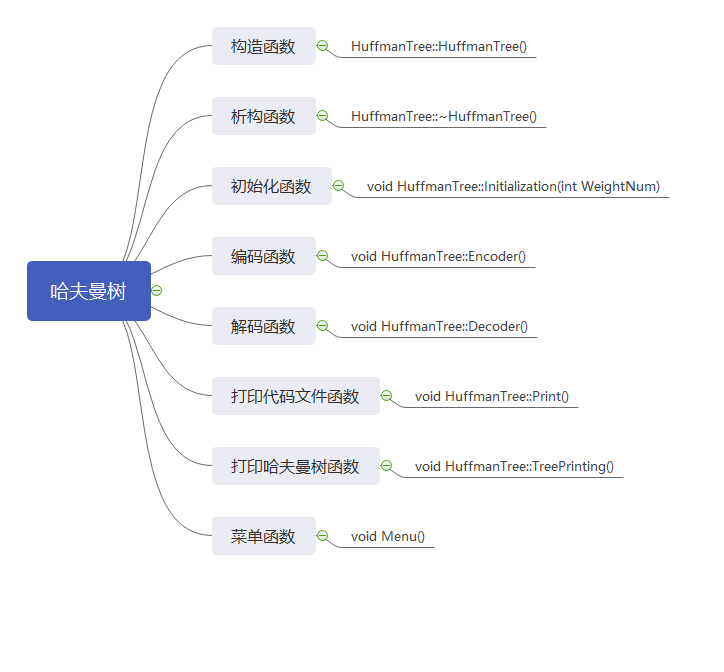 哈夫曼树
构造函数
HuffmanTree::HuffmanTree()
析构函数
HuffmanTree::~HuffmanTree()
初始化函数
void HuffmanTree::Initialization(int WeightNum)
编码函数
void HuffmanTree::Encoder()
解码函数
void HuffmanTree::Decoder()
打印代码文件函数
void HuffmanTree::Print()
打印哈夫曼树函数
void HuffmanTree::TreePrinting()
菜单函数
void Menu()